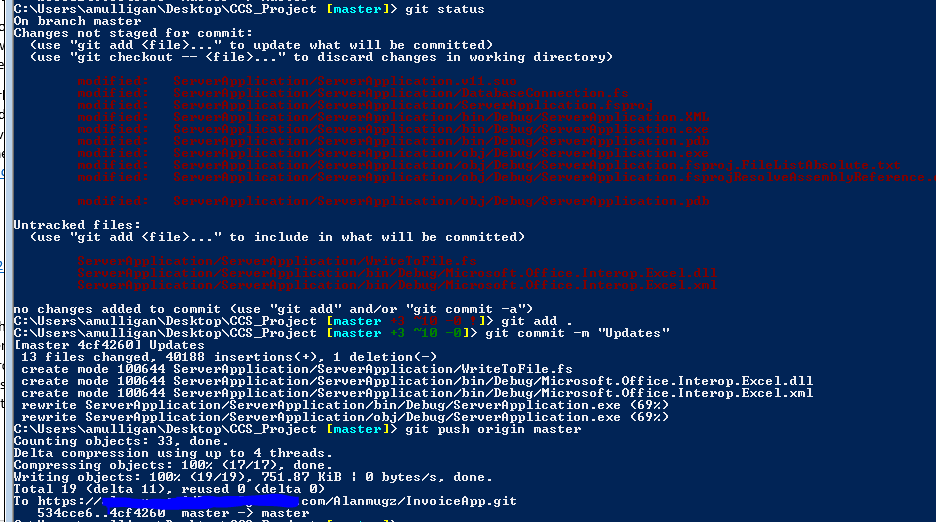 C:\Users\amulligan\Desktop\CCS_Project [master]> git status
On branch master
Changes not staged for commit:
(use "git add <file>..." to update what will be committed)
(use "git checkout -- <file>..." to discard changes in working directory)
modified: ServerApplication/ServerApplication.v11.suo
modified: ServerApplication/ServerApplication/DatabaseConnection.fs
modified: ServerApplication/ServerApplication/ServerApplication.fsproj
modified: ServerApplication/ServerApplication/bin/Debug/ServerApplication.XML
modified: ServerApplication/ServerApplication/bin/Debug/ServerApplication.exe
modified: ServerApplication/ServerApplication/bin/Debug/ServerApplication.pdb
modified: ServerApplication/ServerApplication/obj/Debug/ServerApplication.exe
modified: ServerApplication/ServerApplication/obj/Debug/ServerApplication.fsproj.FileListAbsolute.txt
modified: ServerApplication/ServerApplication/obj/Debug/ServerApplication.fsprojResolveAssemblyReference.
modified: ServerApplication/ServerApplication/obj/Debug/ServerApplication.pdb
Untracked files:
(use "git add <file>..." to include in what will be committed)
ServerApplication/ServerApplication/WriteToFile.fs
ServerApplication/ServerApplication/bin/Debug/Microsoft.Office.Interop.Excel.dll
ServerApplication/ServerApplication/bin/Debug/Microsoft.Office.Interop.Excel.xml
no changes added to commit (use "git add" and/or "git commit -a")
C:\Users\amulligan\Desktop\CCS_Project [master +3 ~10 -0 !]> git add .
C:\Users\amulligan\Desktop\CCS_Project [master +3 ~10 -0]> git commit -m "Updates"
[master 4cf4260] Updates
13 files changed, 40188 insertions(+), 1 deletion(-)
create mode 100644 ServerApplication/ServerApplication/WriteToFile.fs
create mode 100644 ServerApplication/ServerApplication/bin/Debug/Microsoft.Office.Interop.Excel.dll
create mode 100644 ServerApplication/ServerApplication/bin/Debug/Microsoft.Office.Interop.Excel.xml
rewrite ServerApplication/ServerApplication/bin/Debug/ServerApplication.exe (69%)
rewrite ServerApplication/ServerApplication/obj/Debug/ServerApplication.exe (69%)
C:\Users\amulligan\Desktop\CCS_Project [master]> git push origin master
Counting objects: 33, done.
Delta compression using up to 4 threads.
Compressing objects: 100% (17/17), done.
Writing objects: 100% (19/19), 751.87 KiB | 0 bytes/s, done.
Total 19 (delta 11), reused 0 (delta 0)
To https:// .com/Alanmugz/InvoiceApp.git
534cce6..4cf4260 master -> master